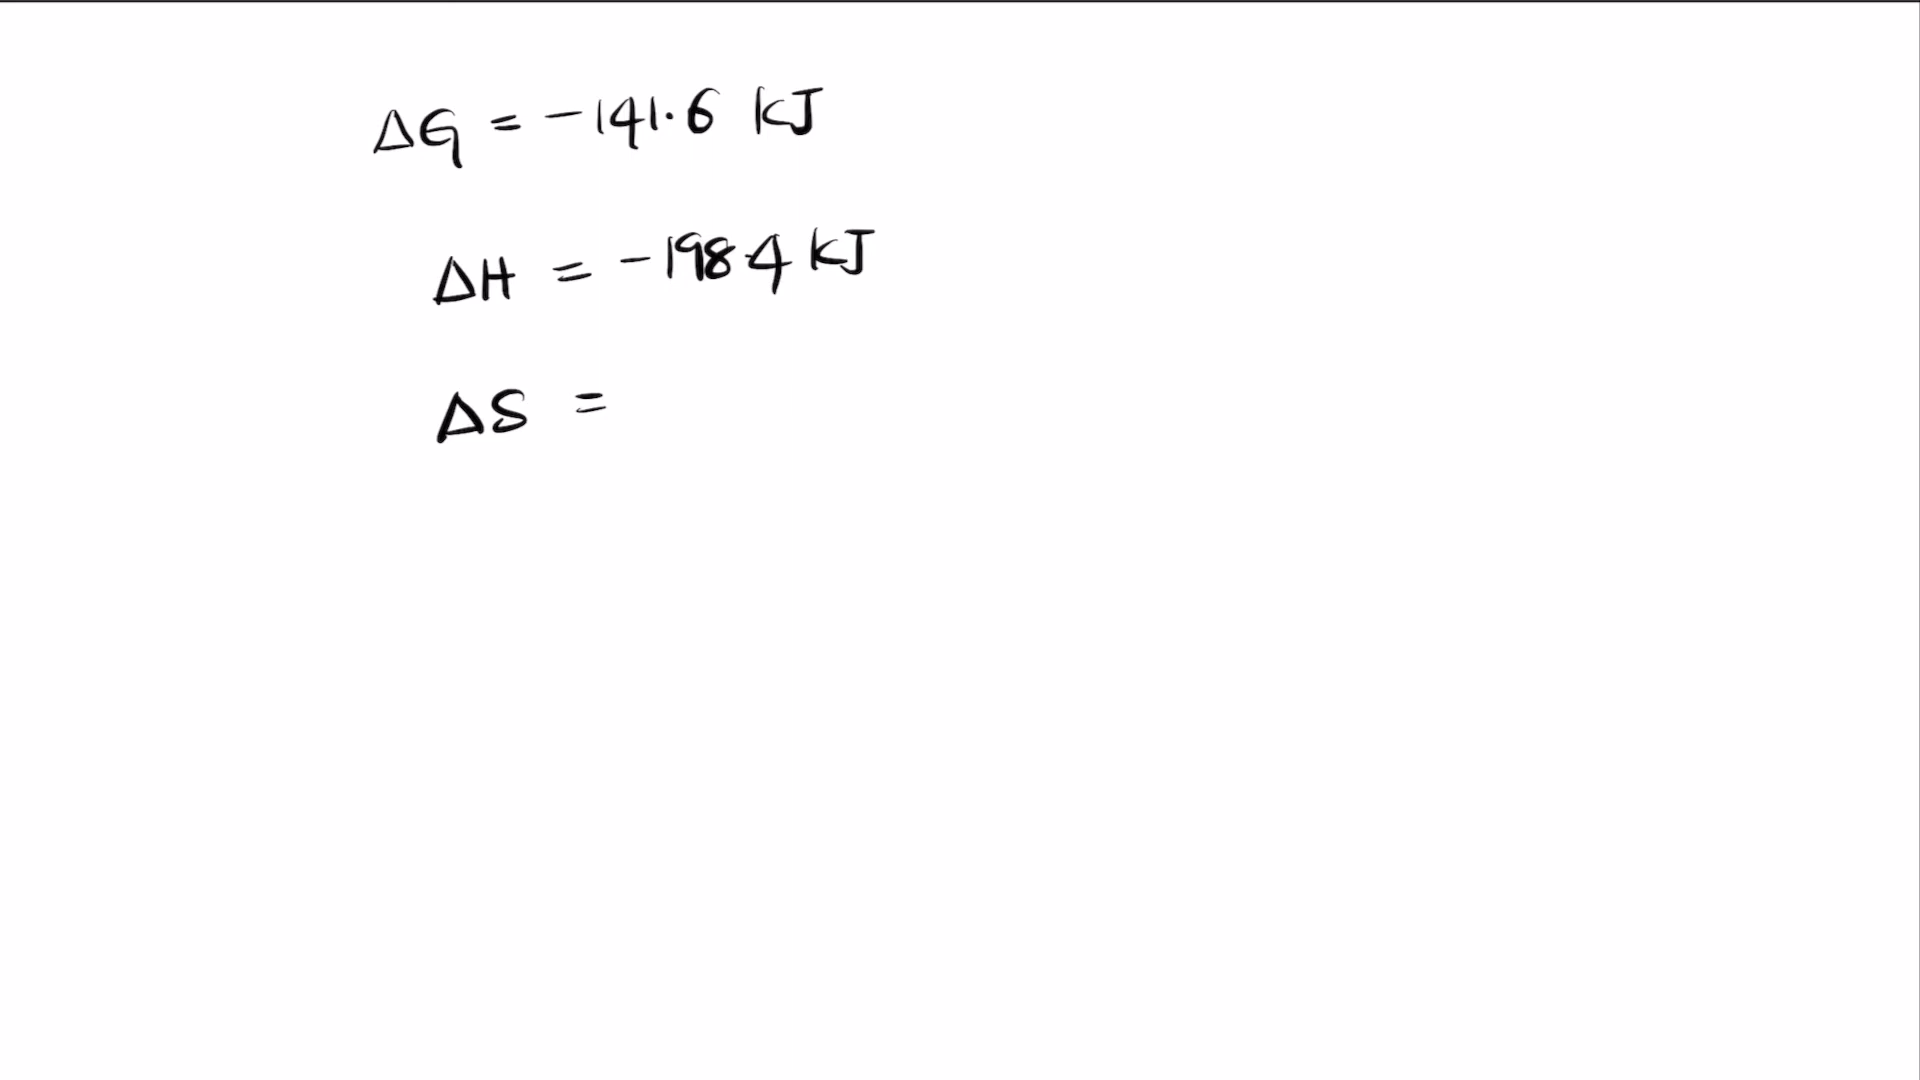 ΔG = -141.6 kJ
ΔH = -198.4 kJ
ΔS =